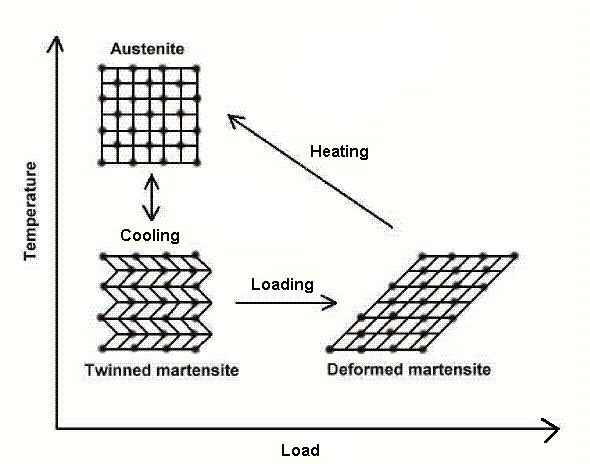 Austenite
Heating
Temperature
Cooling
Loading
Twinned martensite
Deformed martensite
Load